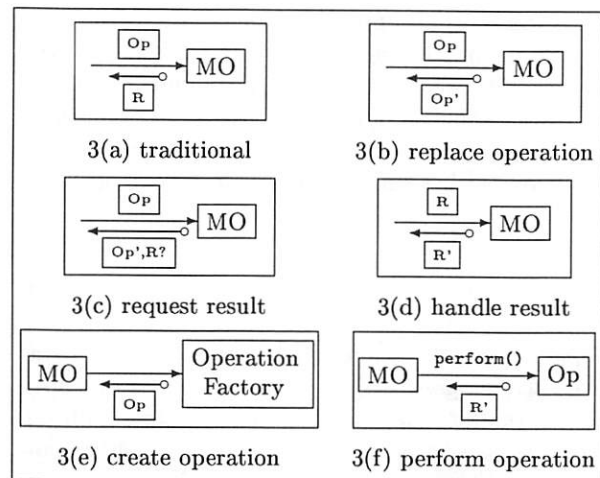 Op
MO
R
3(a) traditional
Op
MO
Op'
3(b) replace operation
Op
MO
Op',R?
3(c) request result
R
MO
R'
3(d) handle result
MO
Operation
Factory
Op
3(e) create operation
MO
perform()
Op
R'
3(f) perform operation